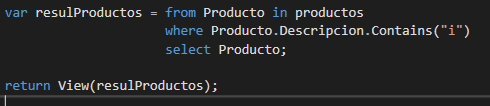 var resulProductos = from Producto in productos
where Producto.Descripcion.Contains("i")
select Producto;
return View(resulProductos);